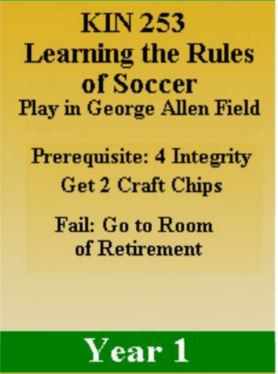 KIN 253
Learning the Rules
of Soccer
Play in George Allen Field
Prerequisite: 4 Integrity
Get 2 Craft Chips
Fail: Go to Room
of Retirement
Year 1